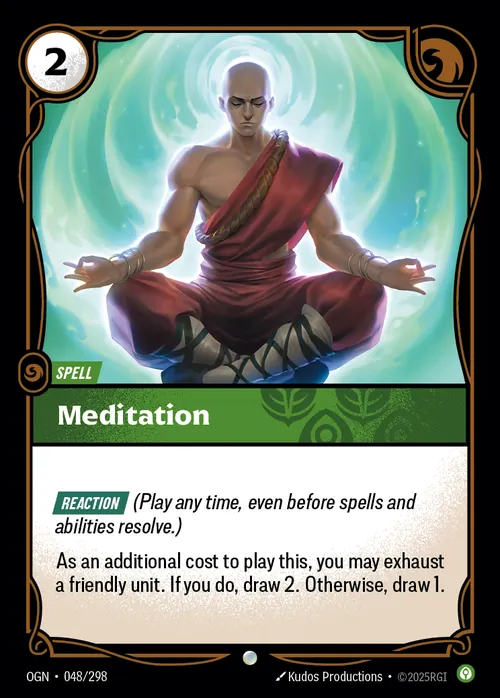 2
SPELL
Meditation
REACTION (Play any time, even before spells and
abilities resolve.)
As an additional cost to play this, you may exhaust
a friendly unit. If you do, draw 2. Otherwise, draw 1.
OGN • 048/298
Kudos Productions • ©2025RGI